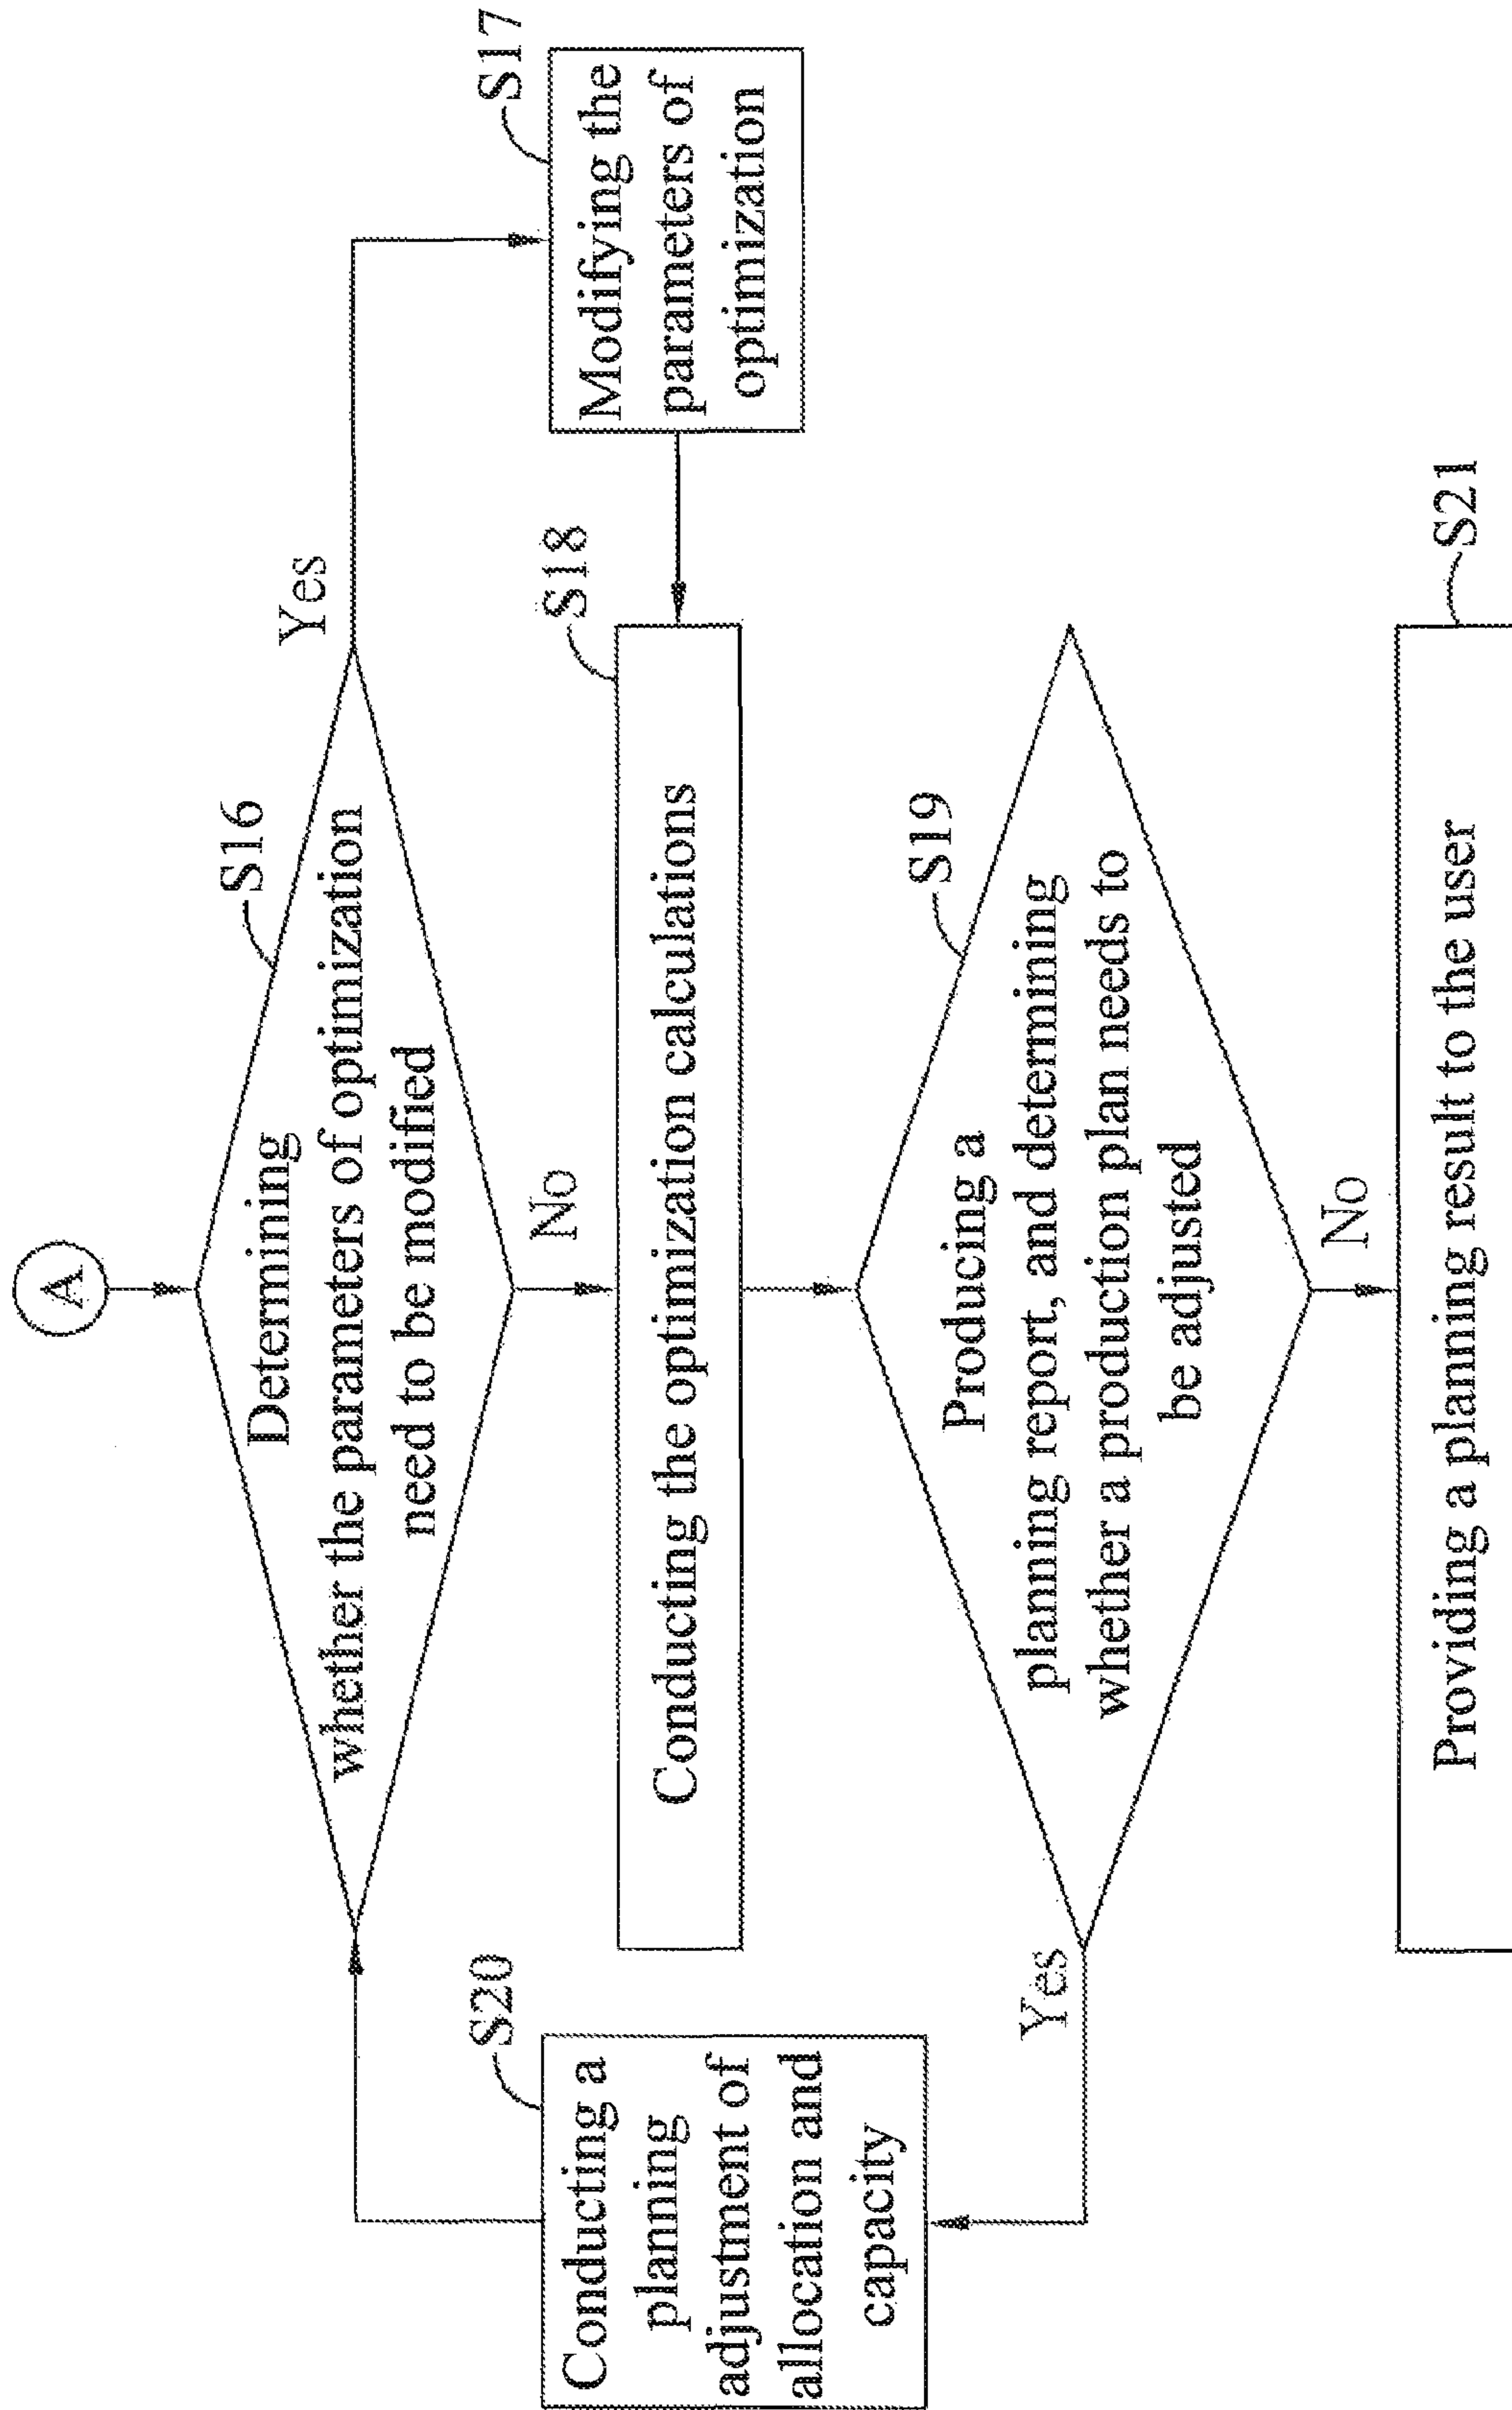 A
S16
Determining
whether the parameters of optimization
need to be modified
Yes
No
S17
Modifying the
parameters of
optimization
S18
Conducting the optimization calculations
S19
Producing a
planning report, and determining
whether a production plan needs to
be adjusted
Yes
No
S20
Conducting a
planning
adjustment of
allocation and
capacity
S21
Providing a planning result to the user